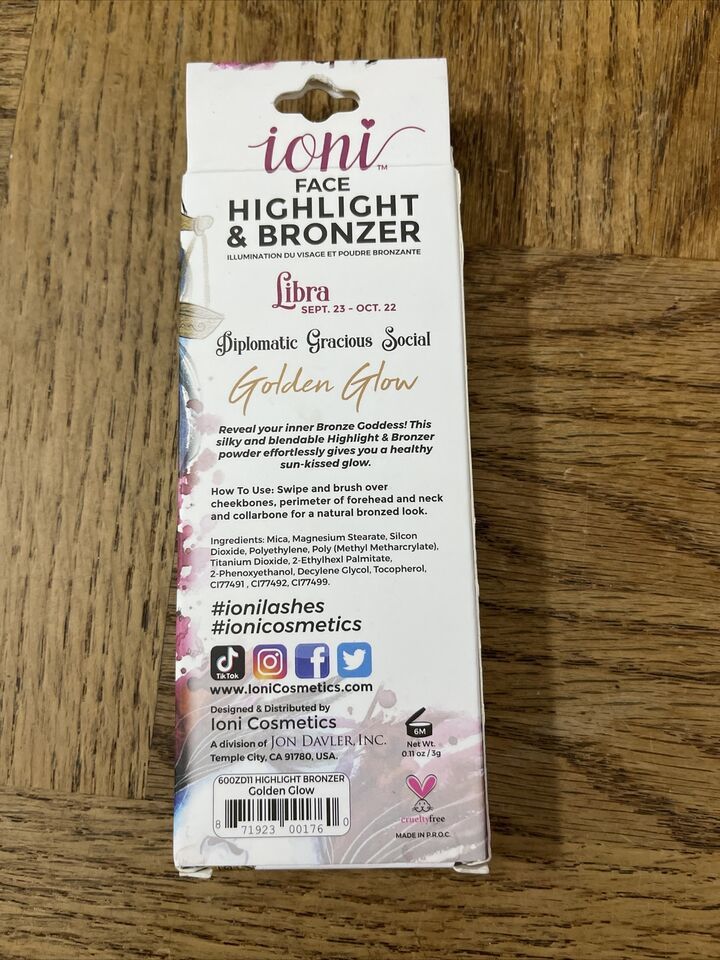 ioni
TM
FACE
HIGHLIGHT
& BRONZER
ILLUMINATION DU VISAGE ET POUDRE BRONZANTE
Libra
SEPT. 23 - OCT. 22
Diplomatic Gracious Social
Golden Glow
Reveal your inner Bronze Goddess! This
silky and blendable Highlight & Bronzer
powder effortlessly gives you a healthy
sun-kissed glow.
How To Use: Swipe and brush over
cheekbones, perimeter of forehead and neck
and collarbone for a natural bronzed look.
Ingredients: Mica, Magnesium Stearate, Silcon
Dioxide, Polyethylene, Poly (Methyl Metharcrylate),
Titanium Dioxide, 2-Ethylhexl Palmitate,
2-Phenoxyethanol, Decylene Glycol, Tocopherol,
CI77491 , CI77492, CI77499.
#ionilashes
#ionicosmetics
TikTok
www.IoniCosmetics.com
Designed & Distributed by
Ioni Cosmetics
A division of JON DAVLER, INC.
Temple City, CA 91780, USA.
6M
Net Wt.
0.11 oz / 3g
600ZD11 HIGHLIGHT BRONZER
Golden Glow
8 71923 00176 0
crueltyfree
MADE IN P.R.O.C.